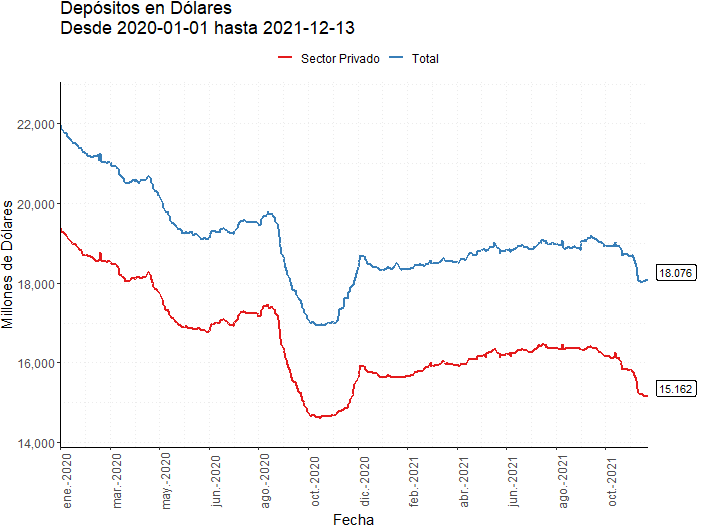 Depósitos en Dólares
Desde 2020-01-01 hasta 2021-12-13
Sector Privado
Total
Millones de Dólares
22,000
20,000
18,000
16,000
14,000
18.076
15.162
ene.-2020
mar.-2020
may.-2020
jun.-2020
ago.-2020
oct.-2020
dic.-2020
feb.-2021
abr.-2021
jun.-2021
ago.-2021
oct.-2021
Fecha